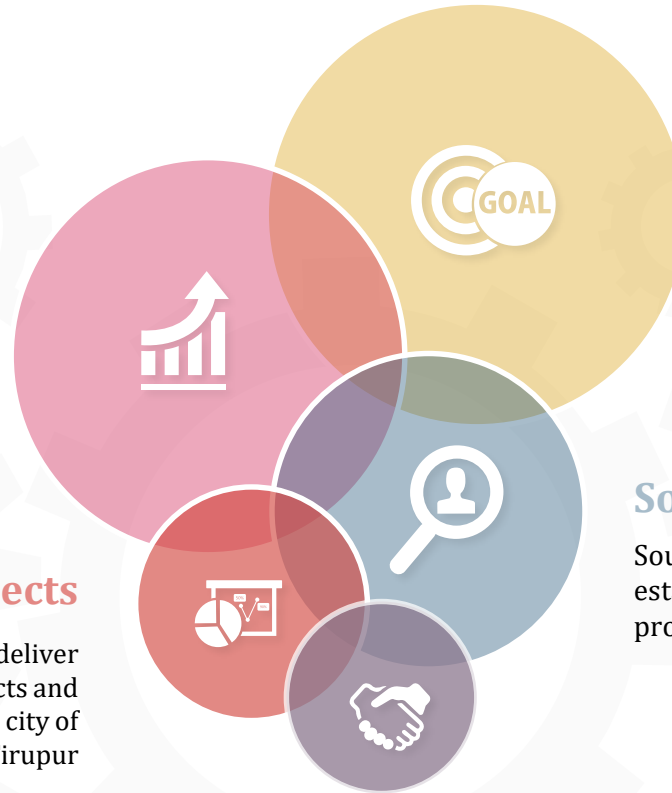 GOAL
So
Sou
est
pro
ects
deliver
cts and
city of
irupur